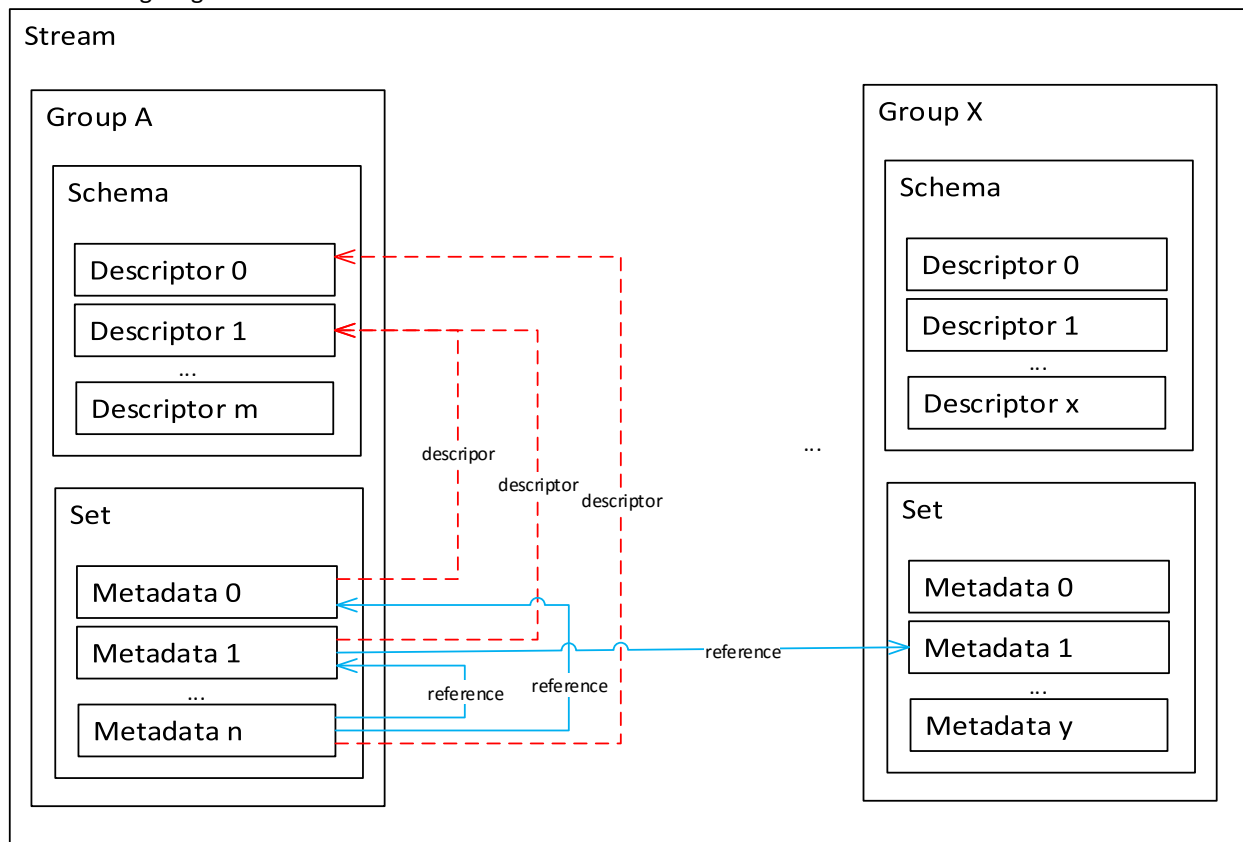 Stream
Group A
Schema
Descriptor 0
Descriptor 1
...
Descriptor m
Set
Metadata 0
Metadata 1
...
Metadata n
descripor
descriptor
descriptor
reference
reference
reference
...
Group X
Schema
Descriptor 0
Descriptor 1
...
Descriptor x
Set
Metadata 0
Metadata 1
...
Metadata y